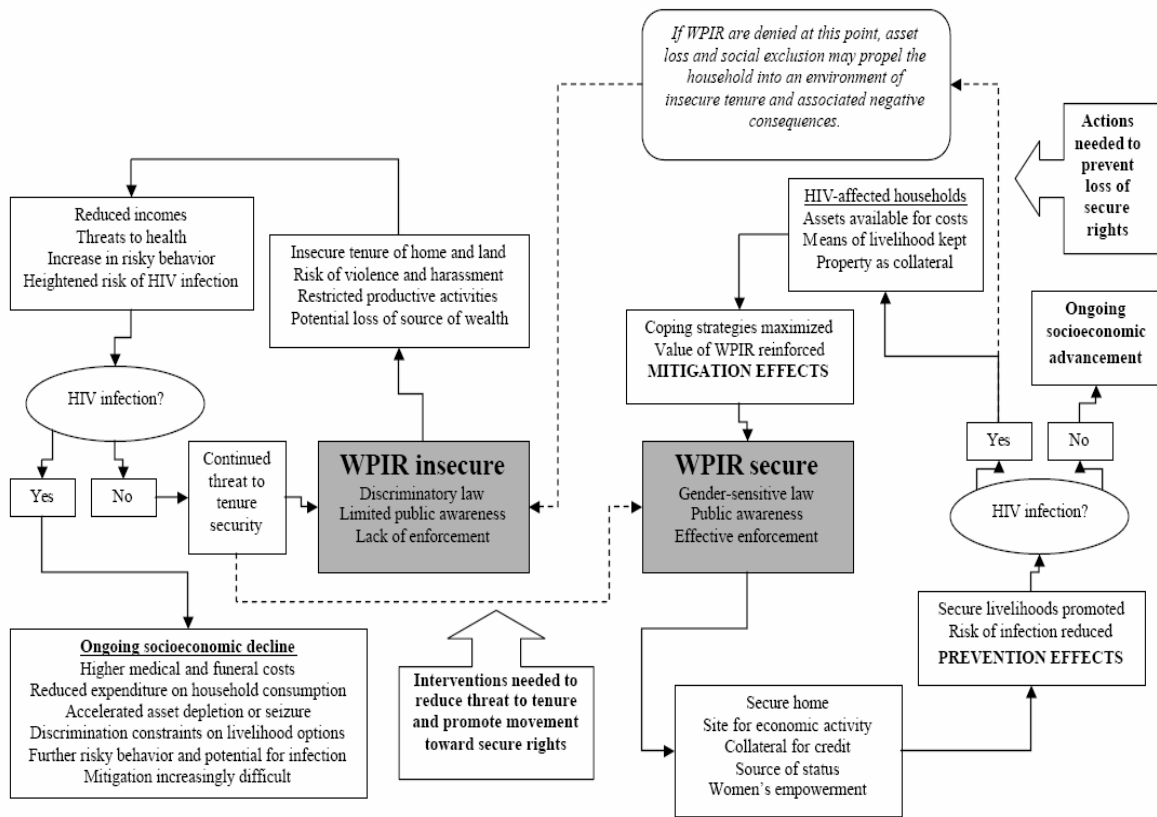 If WPIR are denied at this point, asset
loss and social exclusion may propel the
household into an environment of
insecure tenure and associated negative
consequences.
Actions
needed to
prevent
loss of
secure
rights
Reduced incomes
Threats to health
Increase in risky behavior
Heightened risk of HIV infection
Insecure tenure of home and land
Risk of violence and harassment
Restricted productive activities
Potential loss of source of wealth
HIV-affected households
Assets available for costs
Means of livelihood kept
Property as collateral
Coping strategies maximized
Value of WPIR reinforced
MITIGATION EFFECTS
Ongoing
socioeconomic
advancement
HIV infection?
Yes
No
Continued
threat to
tenure
security
WPIR insecure
Discriminatory law
Limited public awareness
Lack of enforcement
WPIR secure
Gender-sensitive law
Public awareness
Effective enforcement
Yes
No
HIV infection?
Secure livelihoods promoted
Risk of infection reduced
PREVENTION EFFECTS
Ongoing socioeconomic decline
Higher medical and funeral costs
Reduced expenditure on household consumption
Accelerated asset depletion or seizure
Discrimination constraints on livelihood options
Further risky behavior and potential for infection
Mitigation increasingly difficult
Interventions needed to
reduce threat to tenure
and promote movement
toward secure rights
Secure home
Site for economic activity
Collateral for credit
Source of status
Women's empowerment